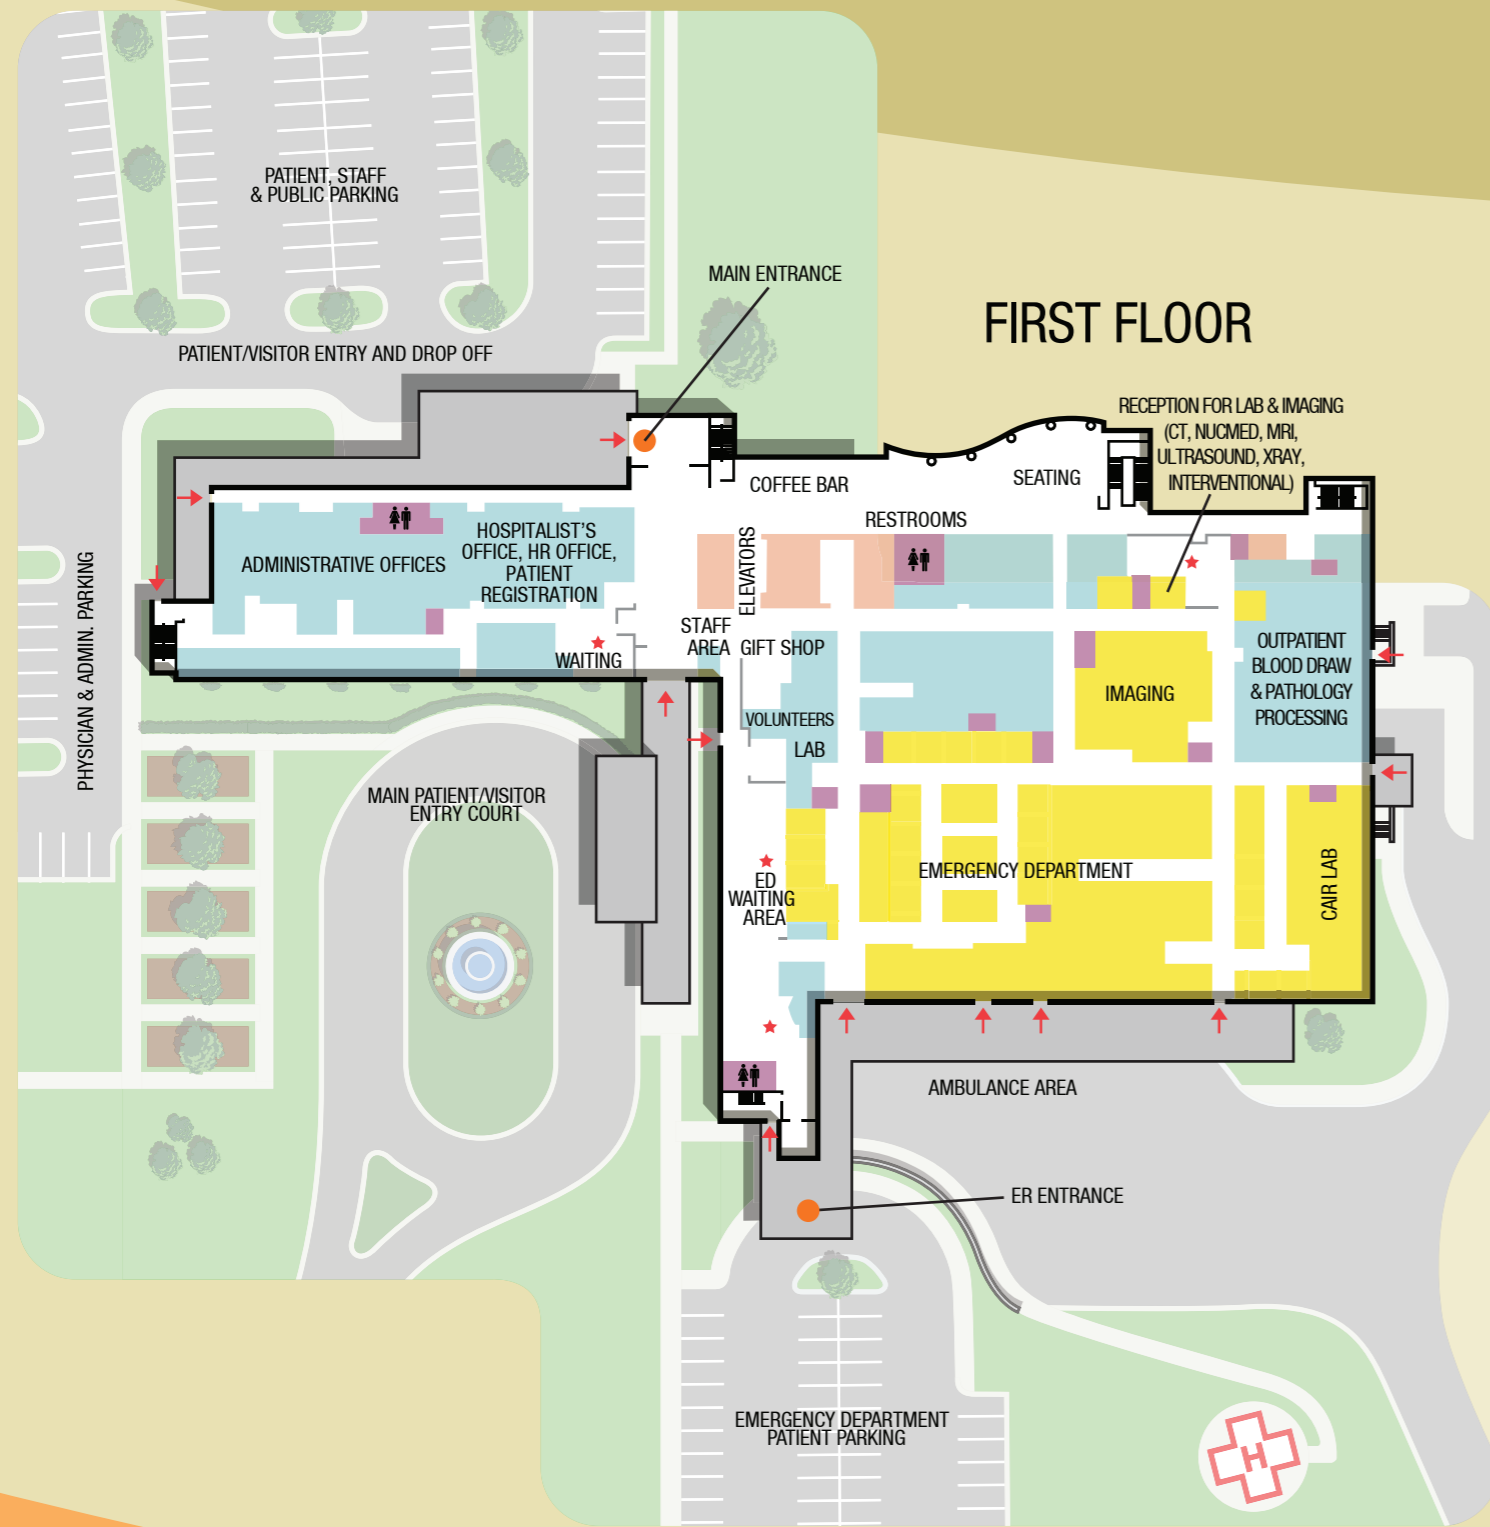 PATIENT, STAFF
& PUBLIC PARKING
MAIN ENTRANCE
FIRST FLOOR
PATIENT/VISITOR ENTRY AND DROP OFF
RECEPTION FOR LAB & IMAGING
(CT, NUCMED, MRI,
ULTRASOUND, XRAY,
INTERVENTIONAL)
COFFEE BAR
SEATING
RESTROOMS
HOSPITALIST'S
OFFICE, HR OFFICE,
PATIENT
REGISTRATION
ADMINISTRATIVE OFFICES
ELEVATORS
PHYSICIAN & ADMIN. PARKING
STAFF
AREA
GIFT SHOP
WAITING
OUTPATIENT
BLOOD DRAW
& PATHOLOGY
PROCESSING
IMAGING
VOLUNTEERS
LAB
MAIN PATIENT/VISITOR
ENTRY COURT
EMERGENCY DEPARTMENT
ED
WAITING
AREA
CAIR LAB
AMBULANCE AREA
ER ENTRANCE
EMERGENCY DEPARTMENT
PATIENT PARKING
H